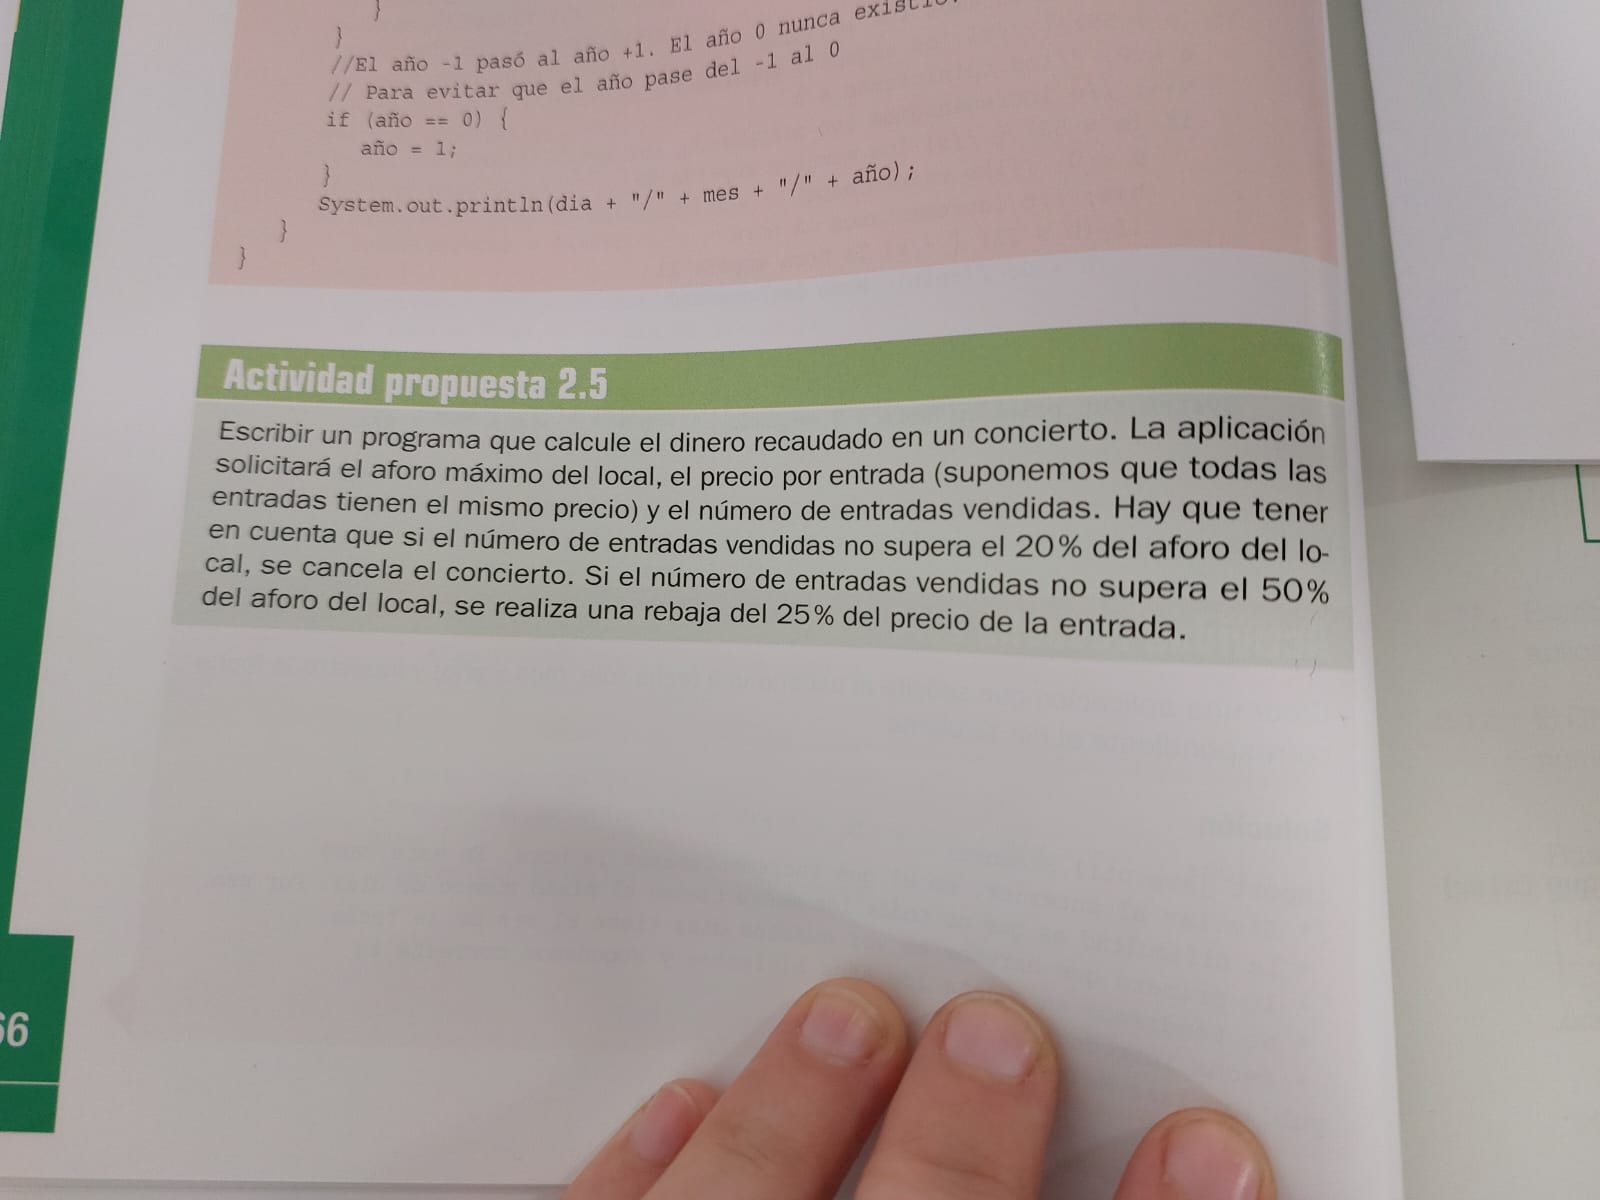 }
}
//El año -1 pasó al año +1. El año 0 nunca
// Para evitar que el año pase del -1 al 0
if (año == 0) {
año = 1;
}
System.out.println(dia + "/" + mes + "/" + año);
}
}
Actividad propuesta 2.5
Escribir un programa que calcule el dinero recaudado en un concierto. La aplicación
solicitará el aforo máximo del local, el precio por entrada (suponemos que todas las
entradas tienen el mismo precio) y el número de entradas vendidas. Hay que tener
en cuenta que si el número de entradas vendidas no supera el 20% del aforo del lo-
cal, se cancela el concierto. Si el número de entradas vendidas no supera el 50%
del aforo del local, se realiza una rebaja del 25% del precio de la entrada.
66